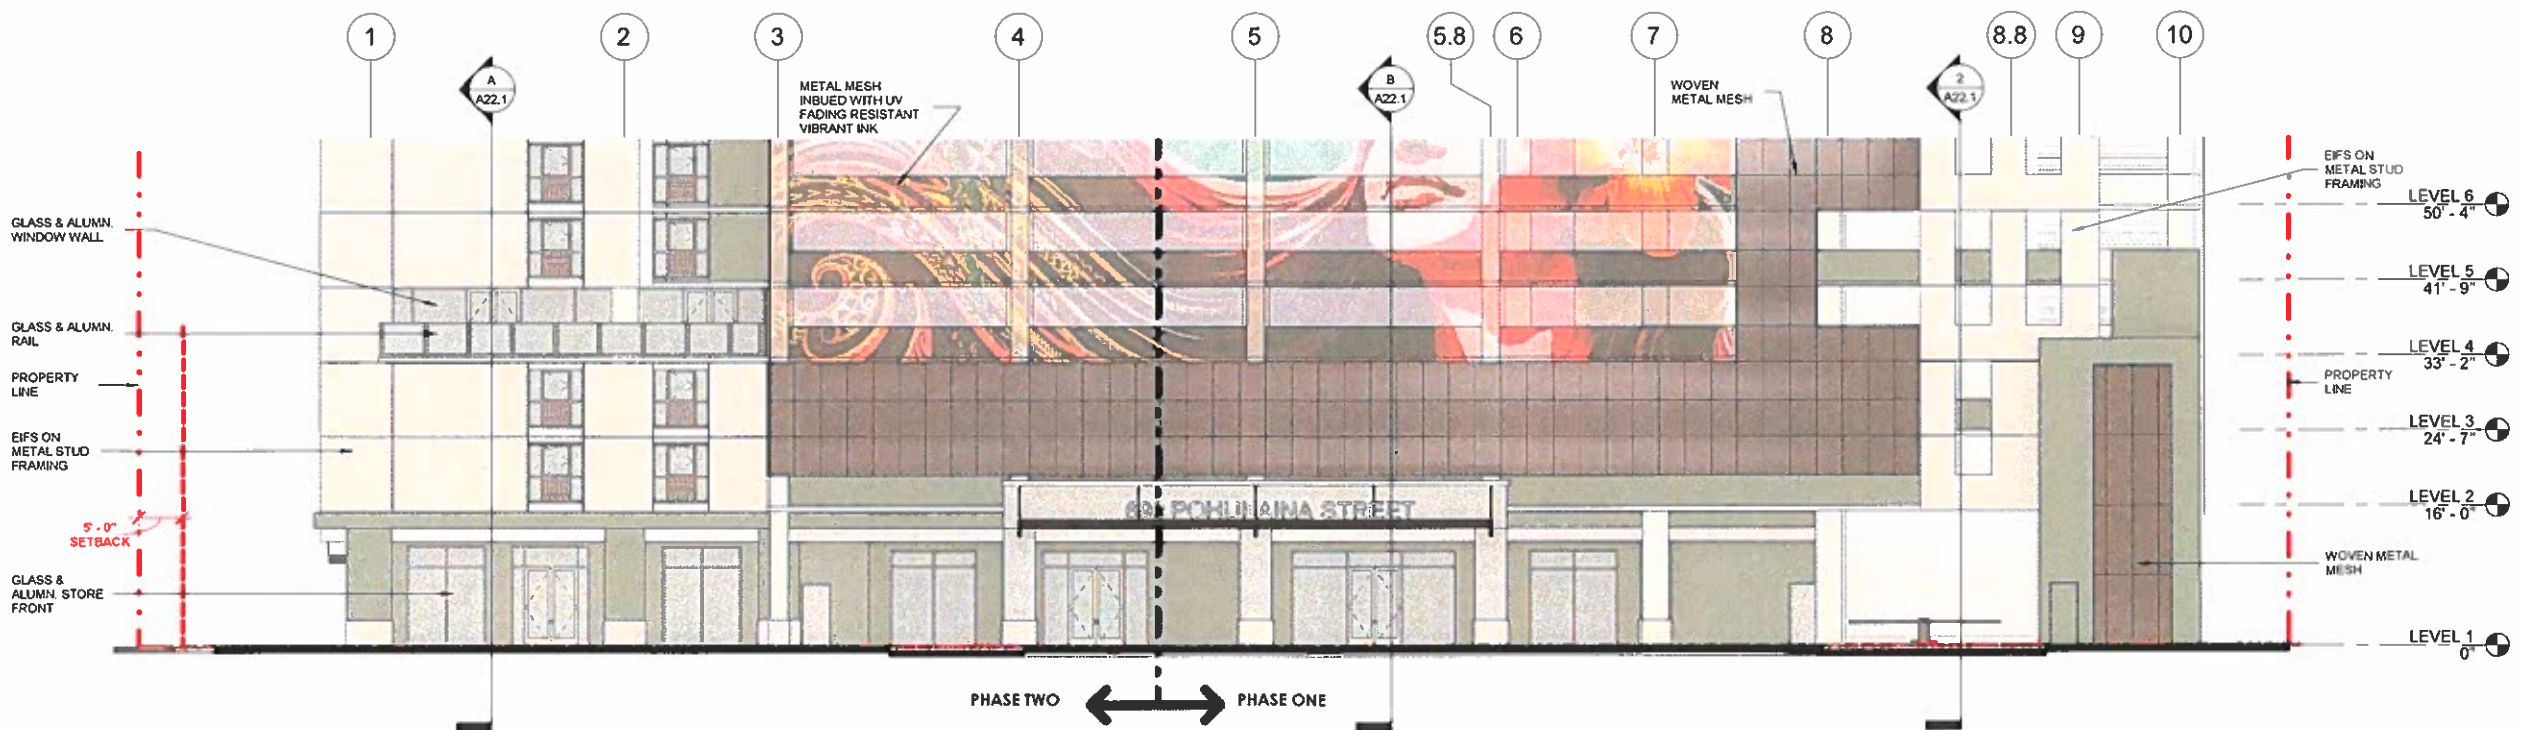 1
2
3
4
5
5.8
6
7
8
8.8
9
10
A
A22.1
B
A22.1
2
A22.1
METAL MESH
INBUED WITH UV
FADING RESISTANT
VIBRANT INK
WOVEN
METAL MESH
EIFS ON
METAL STUD
FRAMING
GLASS & ALUMN.
WINDOW WALL
GLASS & ALUMN.
RAIL
PROPERTY
LINE
EIFS ON
METAL STUD
FRAMING
5' - 0"
SETBACK
GLASS &
ALUMN. STORE
FRONT
STREET
LEVEL 6
50' - 4"
LEVEL 5
41' - 9"
LEVEL 4
33' - 2"
PROPERTY
LINE
LEVEL 3
24' - 7"
LEVEL 2
16' - 0"
WOVEN METAL
MESH
LEVEL 1
0"
PHASE TWO
PHASE ONE